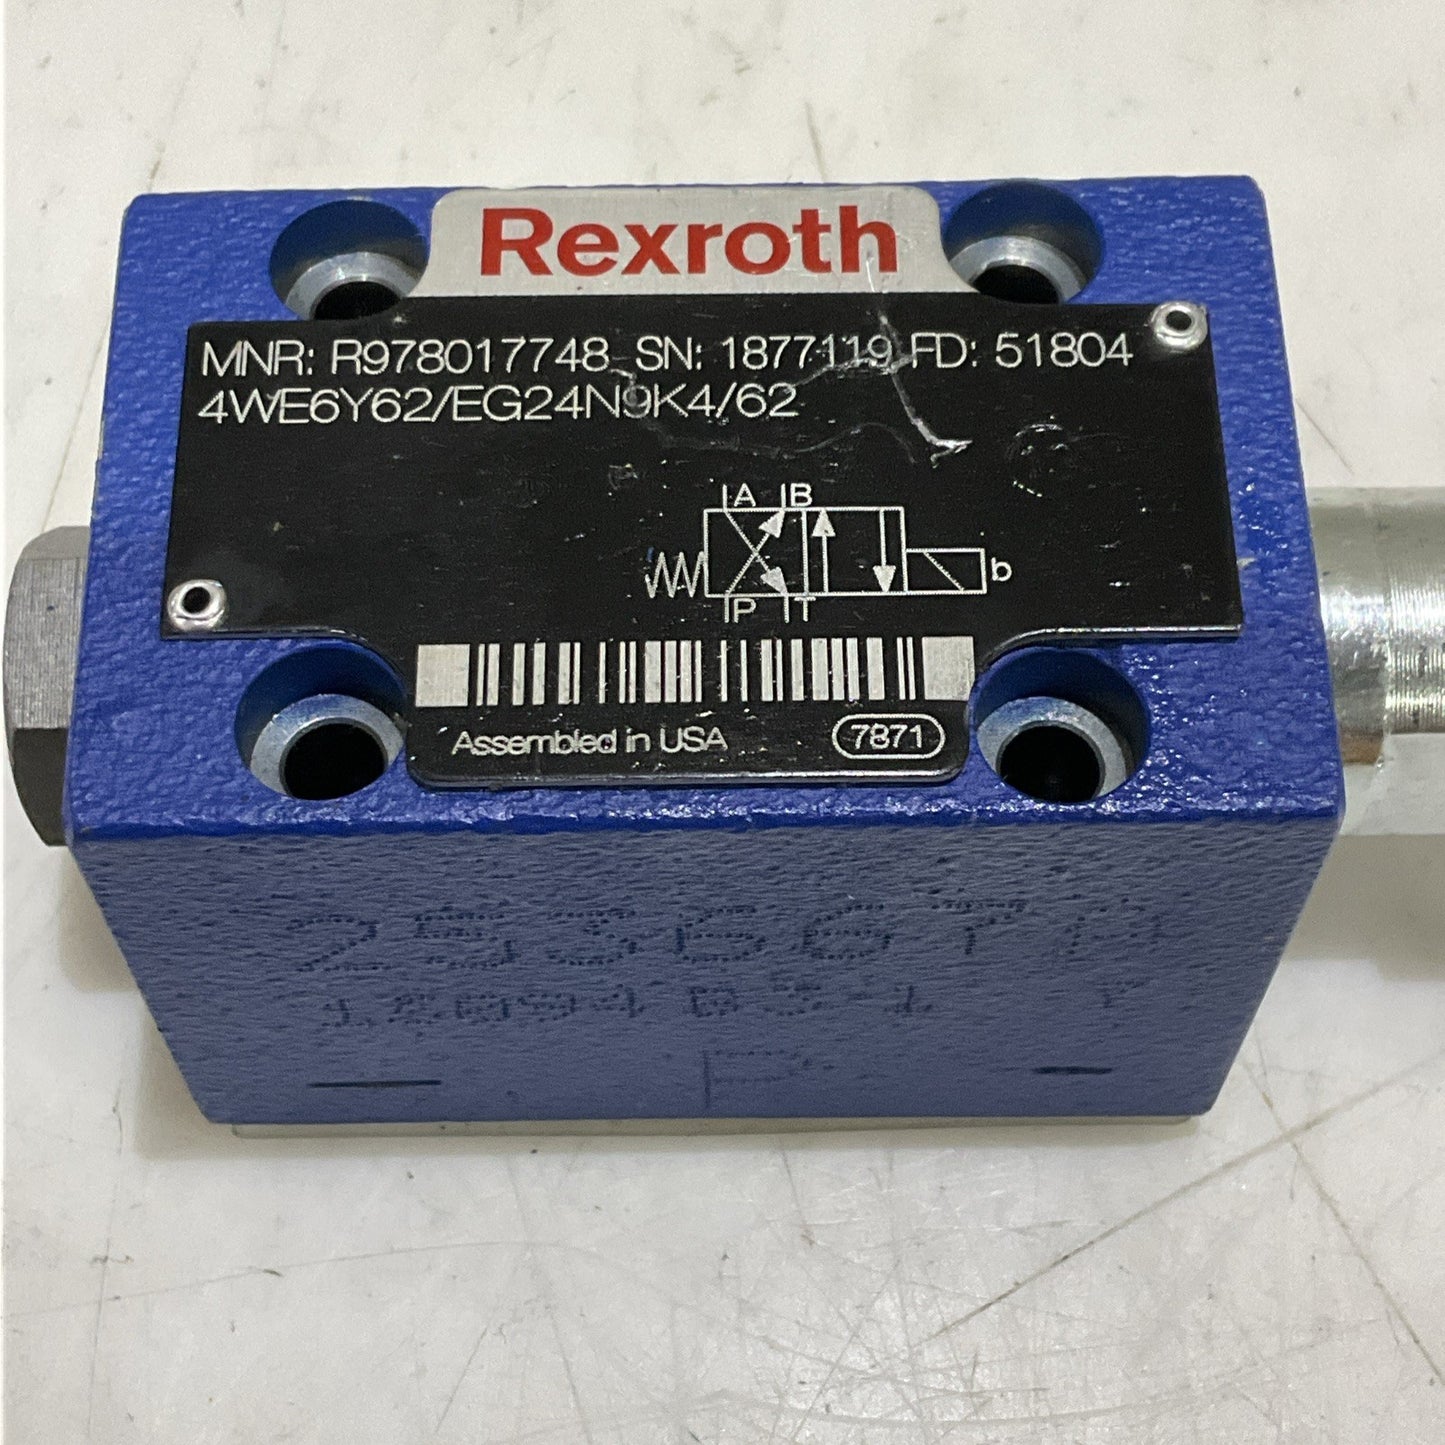 Rexroth
MNR: R978017748 SN: 1877119 FD: 51804
4WE6Y62/EG24N9K4/62
A B
b
P T
Assembled in USA 7871
P